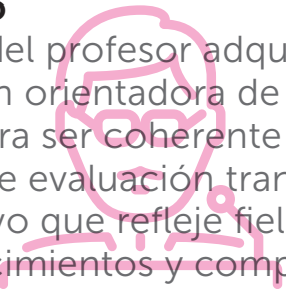 del profesor adqu
n orientadora de
ra ser coherente
e evaluación tran
vo que refleje fiel
cimientos y comp